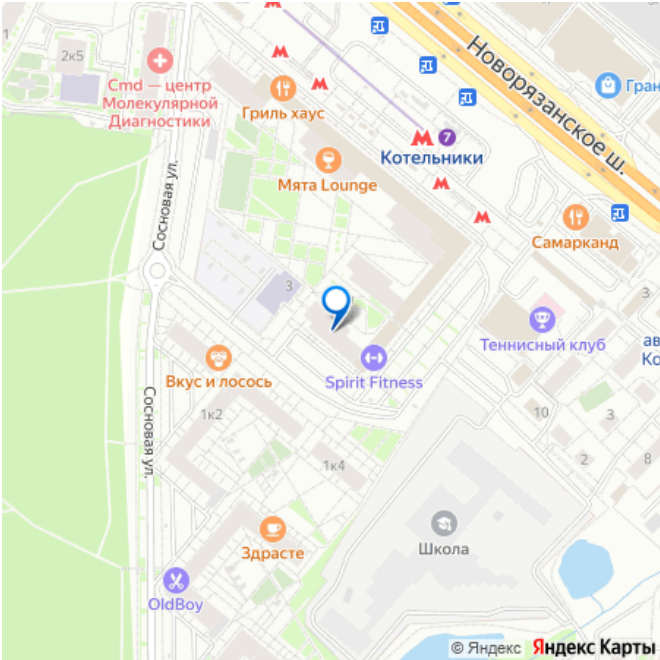 2к5
Cmd — центр
Молекулярной
Диагностики
Гриль хаус
Новорязанское ш.
Гран
7
Котельники
Мята Lounge
Сосновая ул.
Самарканд
3
3
Теннисный клуб
ав
Ко
Вкус и лосось
Spirit Fitness
Сосновая ул.
1к2
10
3
2
8
1к4
Школа
Здрасте
OldBoy
© Яндекс Яндекс Карты